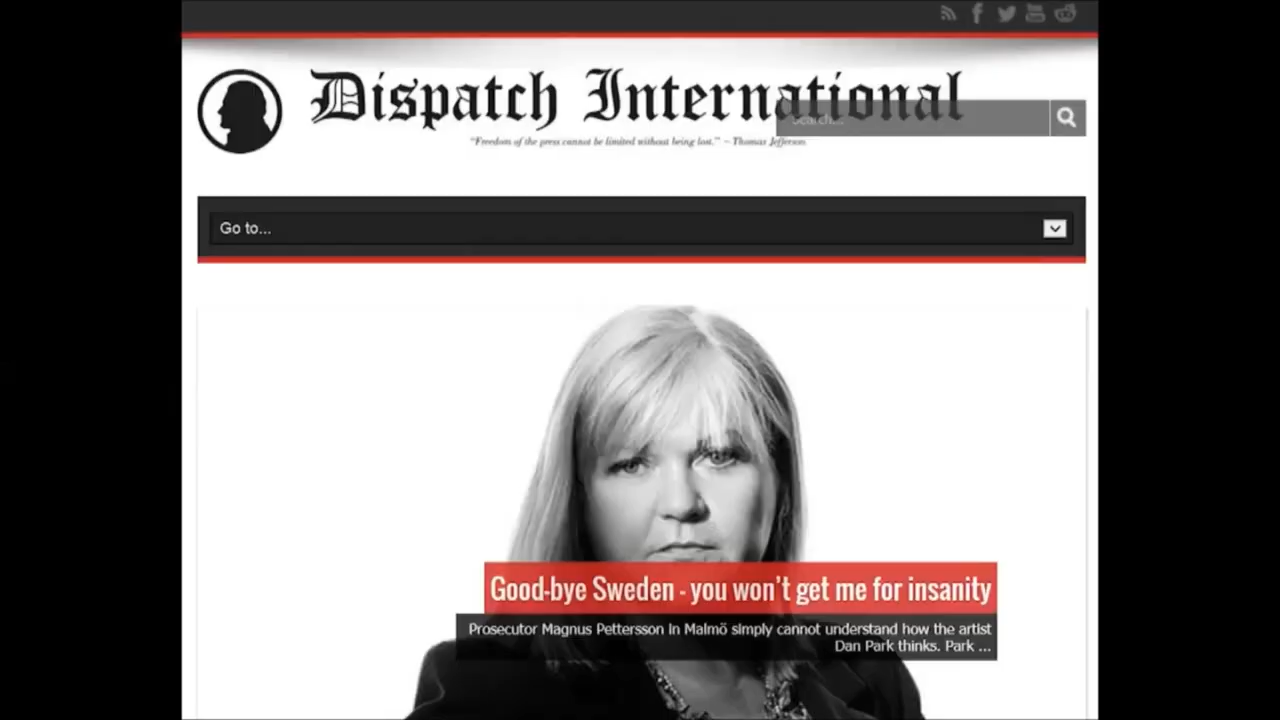 Dispatch International
Search...
"Freedom of the press cannot be limited without being lost." ~ Thomas Jefferson
Go to...
Good-bye Sweden - you won't get me for insanity
Prosecutor Magnus Pettersson in Malmö simply cannot understand how the artist
Dan Park thinks. Park ...